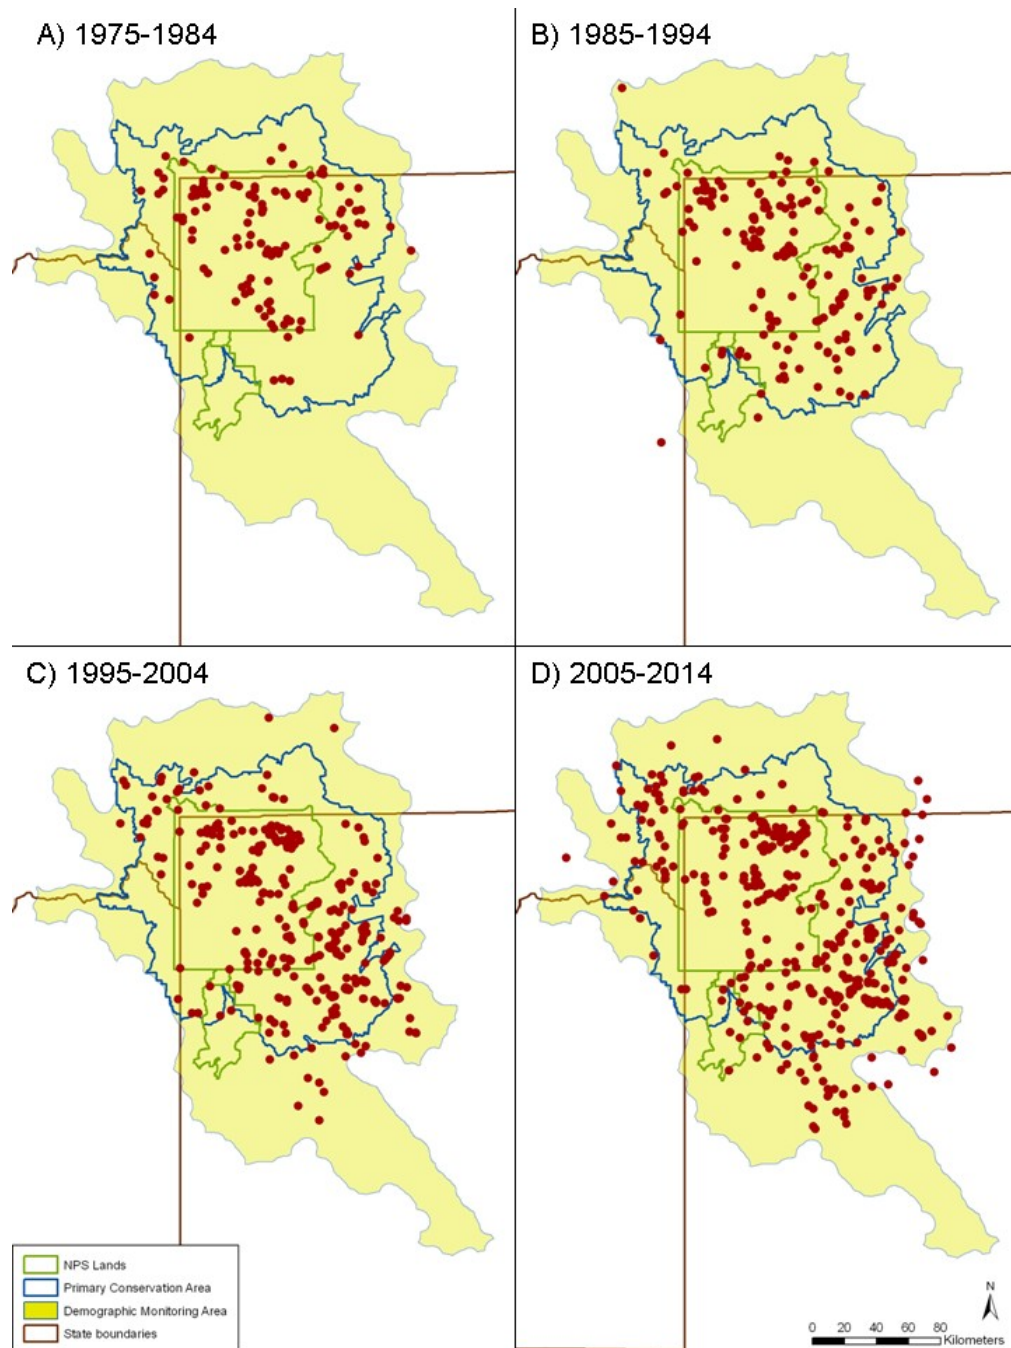 A) 1975-1984
B) 1985-1994
C) 1995-2004
D) 2005-2014
NPS Lands
Primary Conservation Area
Demographic Monitoring Area
State boundaries
N
0 20 40 60 80
Kilometers